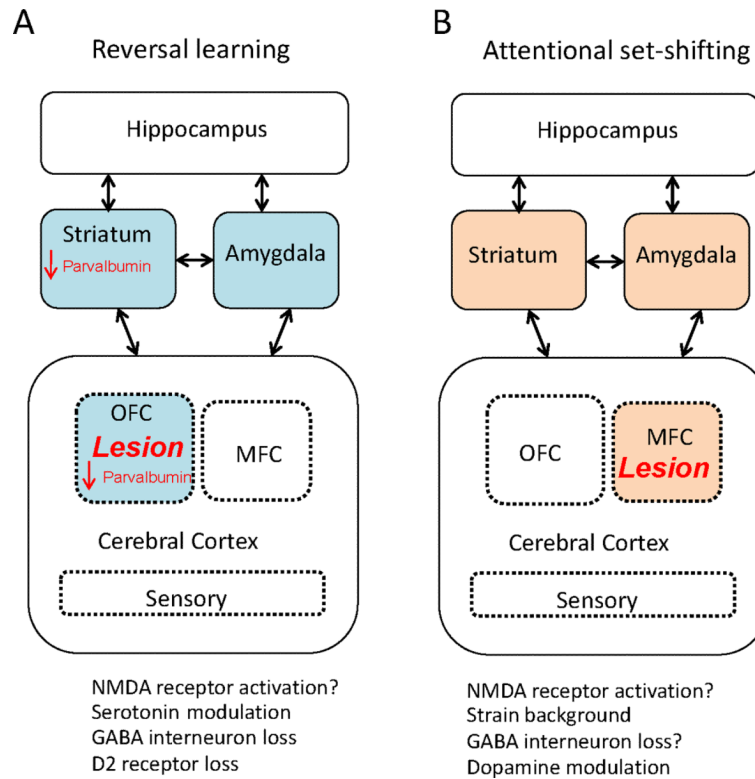 A
Reversal learning
Hippocampus
Striatum
Parvalbumin
Amygdala
OFC
Lesion
Parvalbumin
MFC
Cerebral Cortex
Sensory
NMDA receptor activation?
Serotonin modulation
GABA interneuron loss
D2 receptor loss
B
Attentional set-shifting
Hippocampus
Striatum
Amygdala
OFC
MFC
Lesion
Cerebral Cortex
Sensory
NMDA receptor activation?
Strain background
GABA interneuron loss?
Dopamine modulation